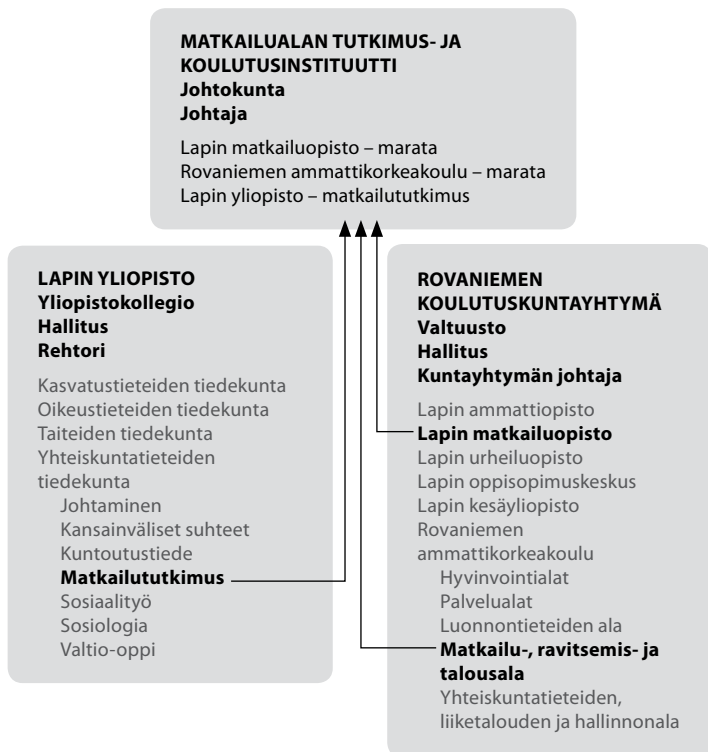 MATKAILUALAN TUTKIMUS- JA
KOULUTUSINSTITUUTTI
Johtokunta
Johtaja
Lapin matkailuopisto – marata
Rovaniemen ammattikorkeakoulu – marata
Lapin yliopisto – matkailututkimus
LAPIN YLIOPISTO
Yliopistokollegio
Hallitus
Rehtori
Kasvatustieteiden tiedekunta
Oikeustieteiden tiedekunta
Taiteiden tiedekunta
Yhteiskuntatieteiden
tiedekunta
Johtaminen
Kansainväliset suhteet
Kuntoutustiede
Matkailututkimus
Sosiaalityö
Sosiologia
Valtio-oppi
ROVANIEMEN
KOULUTUSKUNTAYHTYMÄ
Valtuusto
Hallitus
Kuntayhtymän johtaja
Lapin ammattiopisto
Lapin matkailuopisto
Lapin urheiluopisto
Lapin oppisopimuskeskus
Lapin kesäyliopisto
Rovaniemen
ammattikorkeakoulu
Hyvinvointialat
Palvelualat
Luonnontieteiden ala
Matkailu-, ravitsemis- ja
talousala
Yhteiskuntatieteiden,
liiketalouden ja hallinnonala